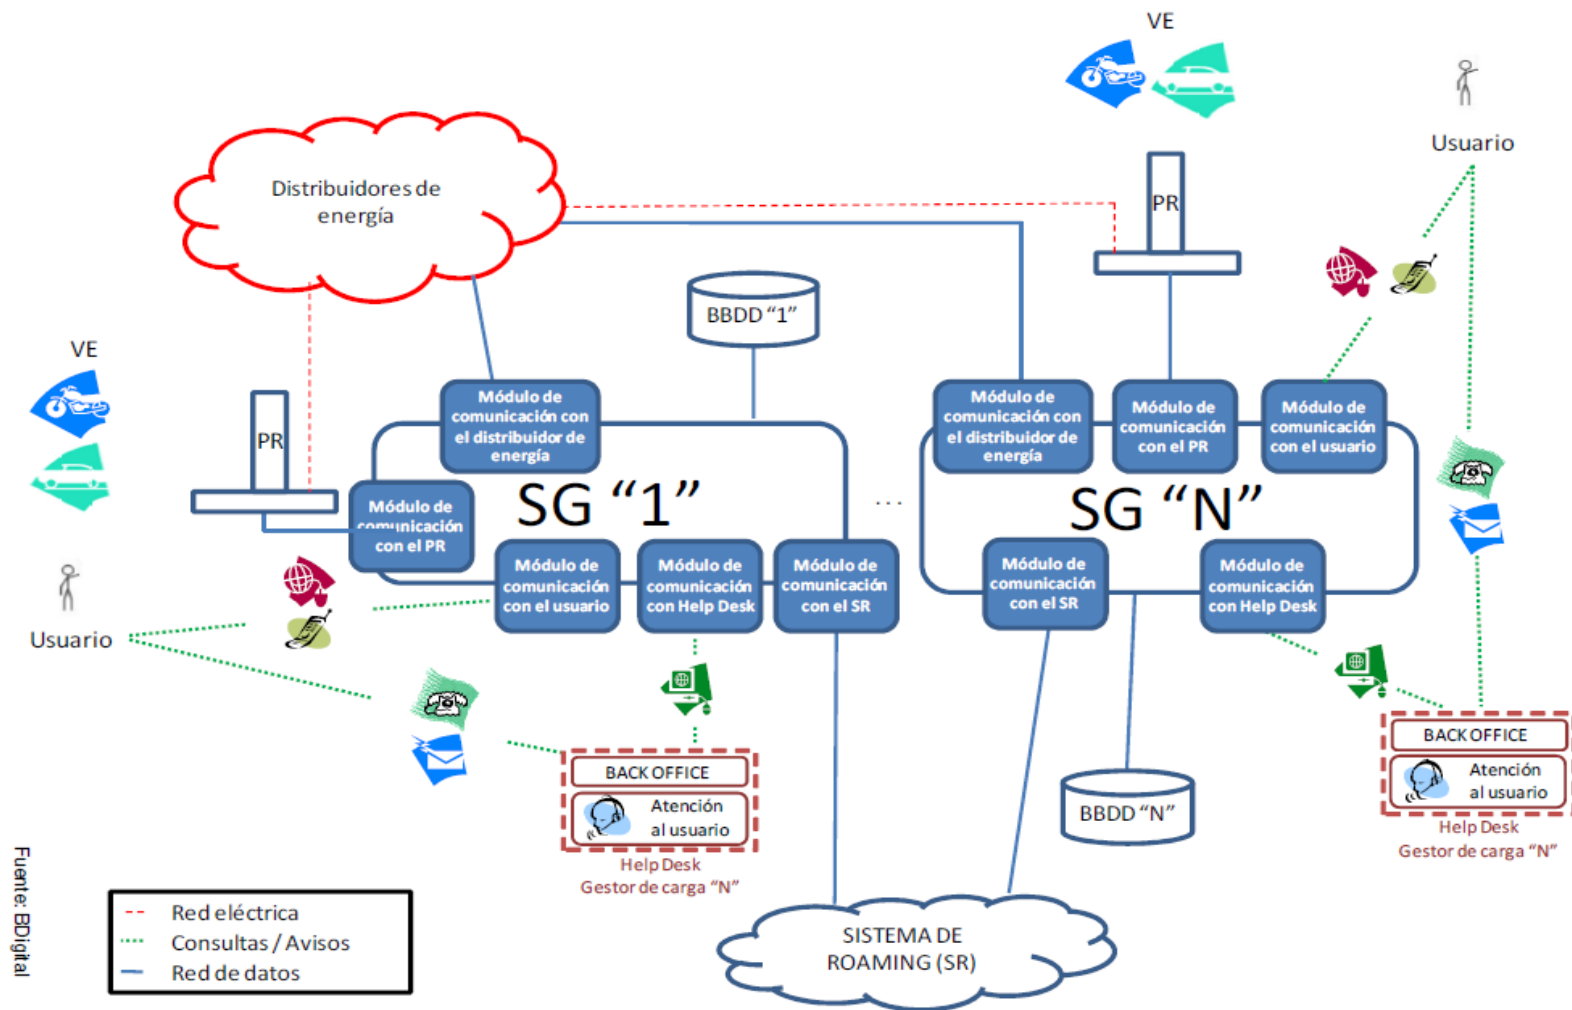 VE
Usuario
Distribuidores de
energía
PR
BBDD “1”
VE
PR
Módulo de
comunicación con
el distribuidor de
energía
Módulo de
comunicación con
el distribuidor de
energía
Módulo de
comunicación
con el PR
Módulo de
comunicación
con el usuario
SG “1”
...
SG “N”
Módulo de
comunicación
con el PR
Módulo de
comunicación
con el usuario
Módulo de
comunicación
con Help Desk
Módulo de
comunicación
con el SR
Módulo de
comunicación
con el SR
Módulo de
comunicación
con Help Desk
Usuario
BACK OFFICE
Atención
al usuario
Help Desk
Gestor de carga “N”
BBDD “N”
BACK OFFICE
Atención
al usuario
Help Desk
Gestor de carga “N”
SISTEMA DE
ROAMING (SR)
Red eléctrica
Consultas / Avisos
Red de datos
Fuente: BDigital